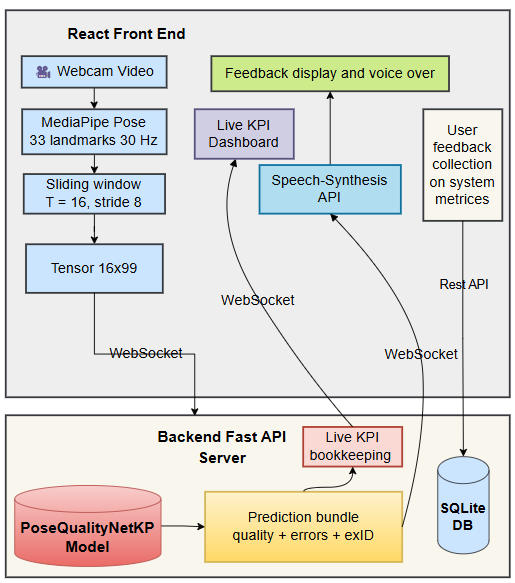 React Front End
Webcam Video
MediaPipe Pose
33 landmarks 30 Hz
Sliding window
T = 16, stride 8
Tensor 16x99
WebSocket
Live KPI
Dashboard
WebSocket
Feedback display and voice over
Speech-Synthesis
API
WebSocket
User
feedback
collection
on system
metrices
Rest API
Backend Fast API
Server
Live KPI
bookkeeping
PoseQualityNetKP
Model
Prediction bundle
quality + errors + exID
SQLite
DB